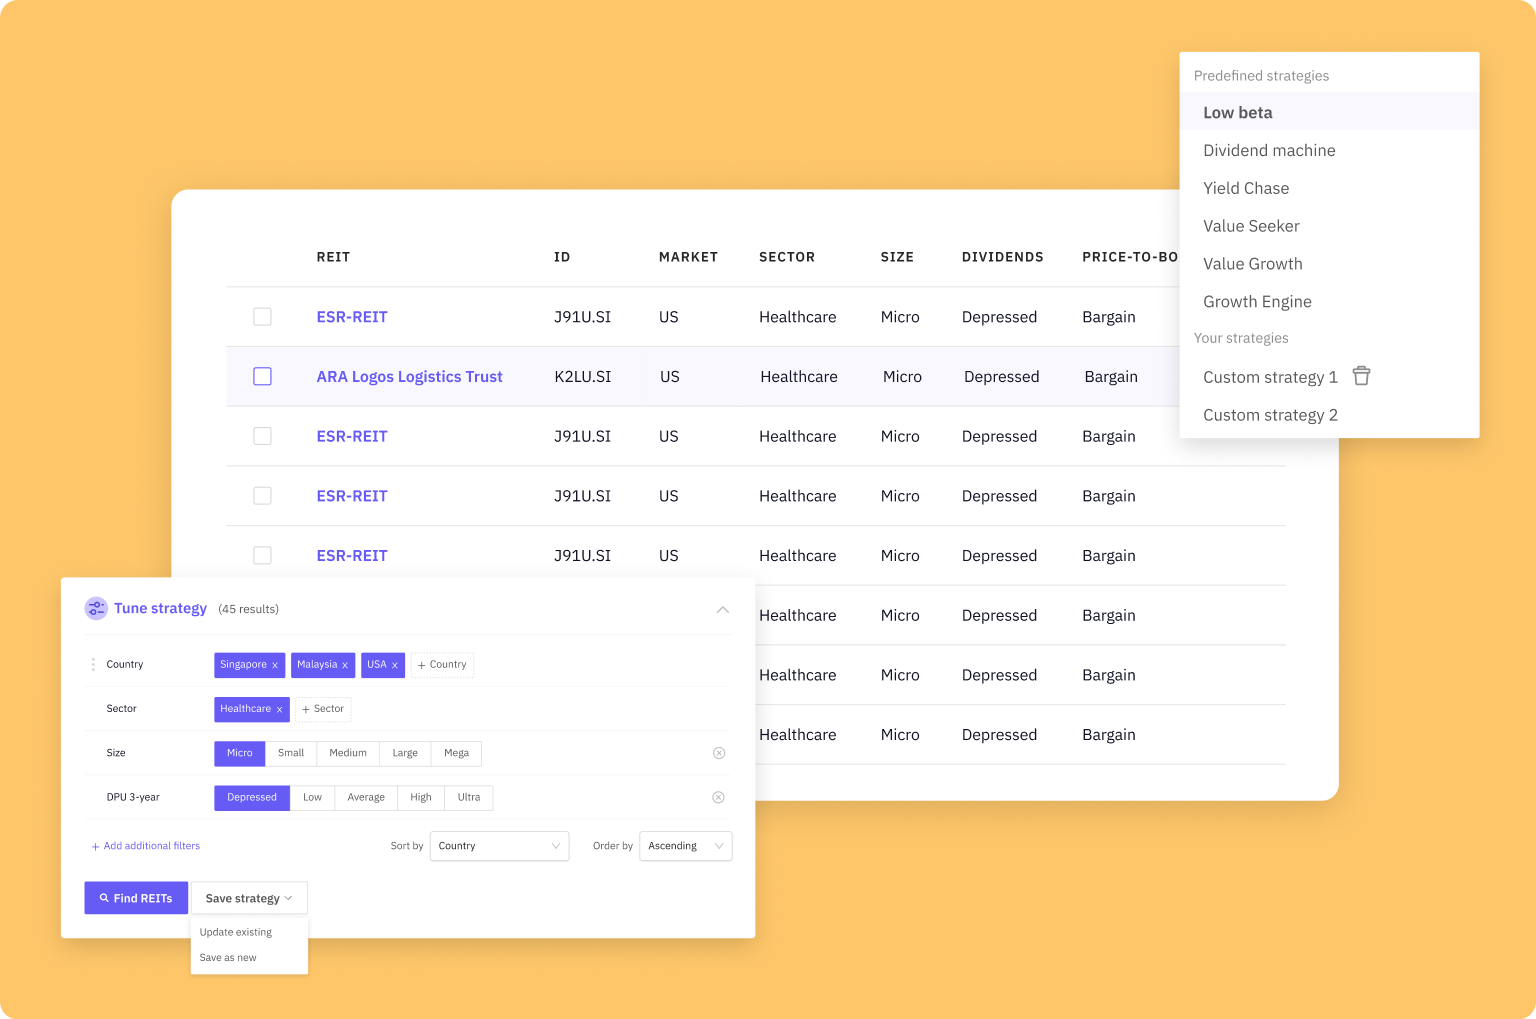 Predefined strategies
Low beta
Dividend machine
Yield Chase
Value Seeker
Value Growth
Growth Engine
Your strategies
Custom strategy 1
Custom strategy 2
REIT ID MARKET SECTOR SIZE DIVIDENDS PRICE-TO-BO
ESR-REIT J91U.SI US Healthcare Micro Depressed Bargain
ARA Logos Logistics Trust K2LU.SI US Healthcare Micro Depressed Bargain
ESR-REIT J91U.SI US Healthcare Micro Depressed Bargain
ESR-REIT J91U.SI US Healthcare Micro Depressed Bargain
ESR-REIT J91U.SI US Healthcare Micro Depressed Bargain
Healthcare Micro Depressed Bargain
Healthcare Micro Depressed Bargain
Healthcare Micro Depressed Bargain
Tune strategy (45 results)
Country Singapore x Malaysia x USA x + Country
Sector Healthcare x + Sector
Size Micro Small Medium Large Mega
DPU 3-year Depressed Low Average High Ultra
+ Add additional filters Sort by Country Order by Ascending
Find REITs Save strategy
Update existing
Save as new